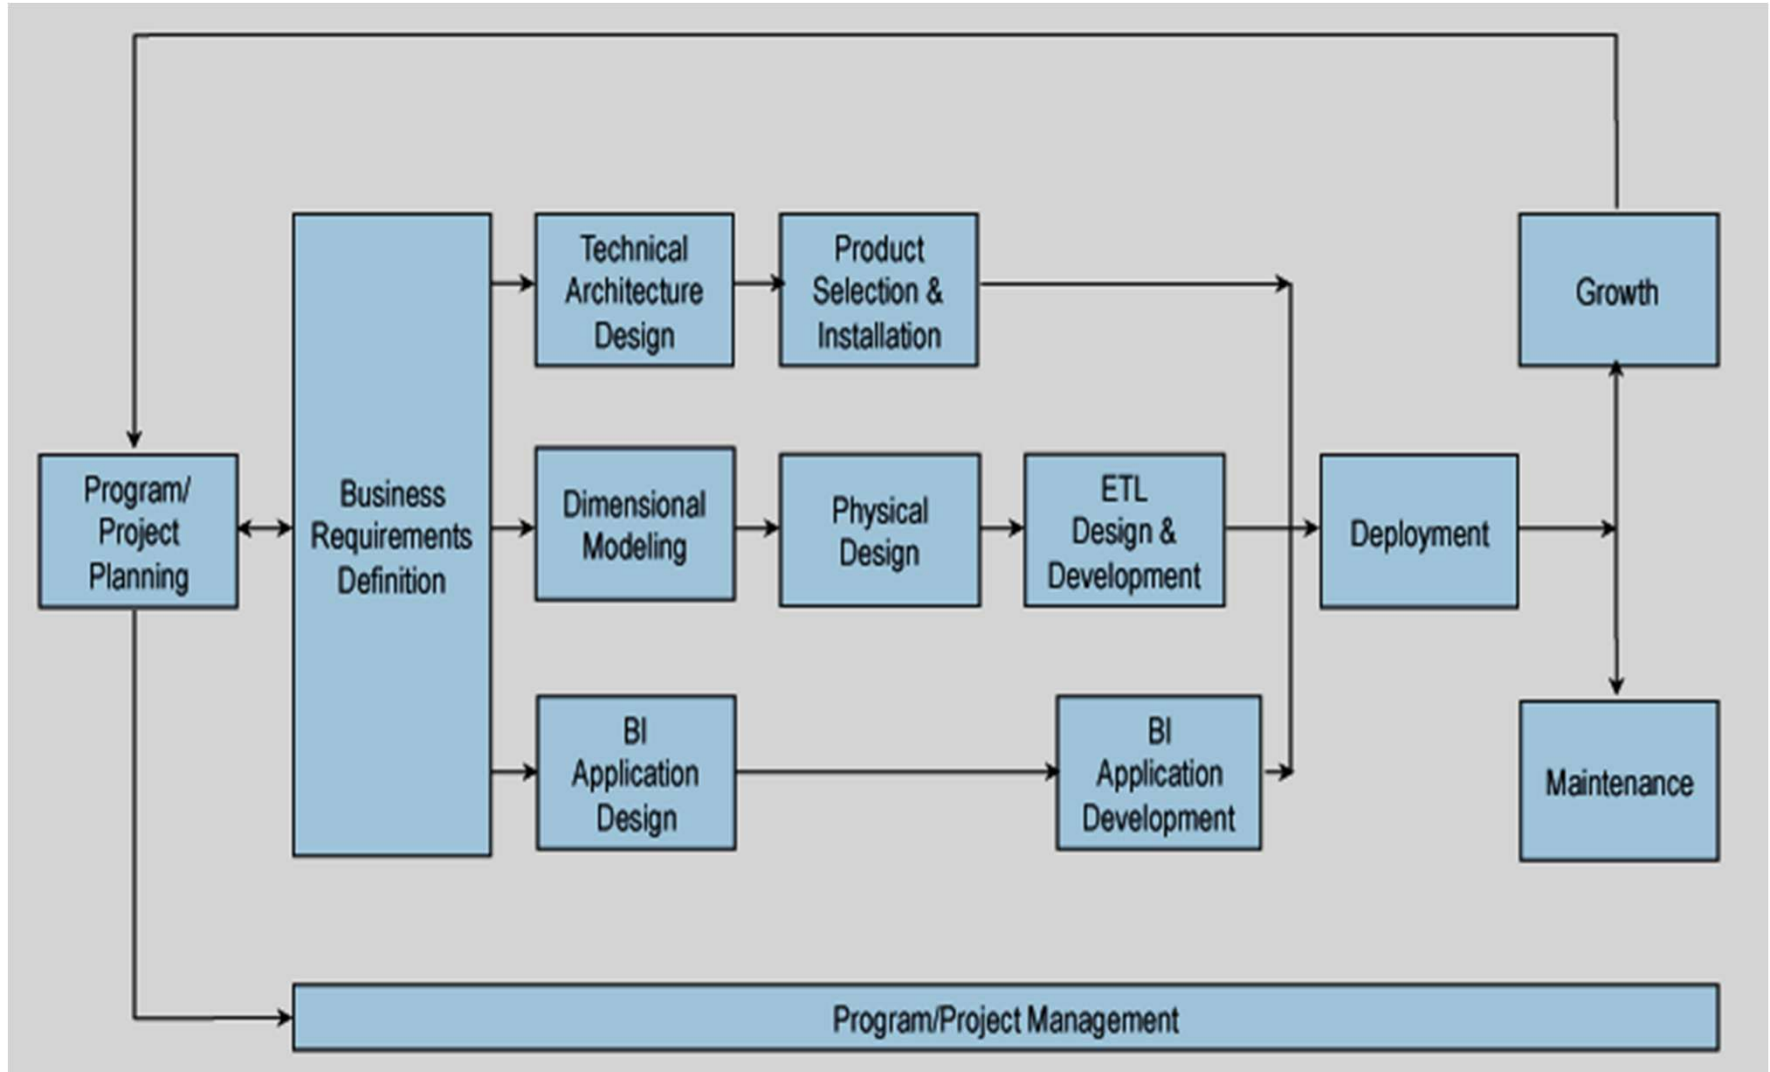 Program/
Project
Planning
Business
Requirements
Definition
Technical
Architecture
Design
Product
Selection &
Installation
Dimensional
Modeling
Physical
Design
ETL
Design &
Development
BI
Application
Design
BI
Application
Development
Deployment
Growth
Maintenance
Program/Project Management